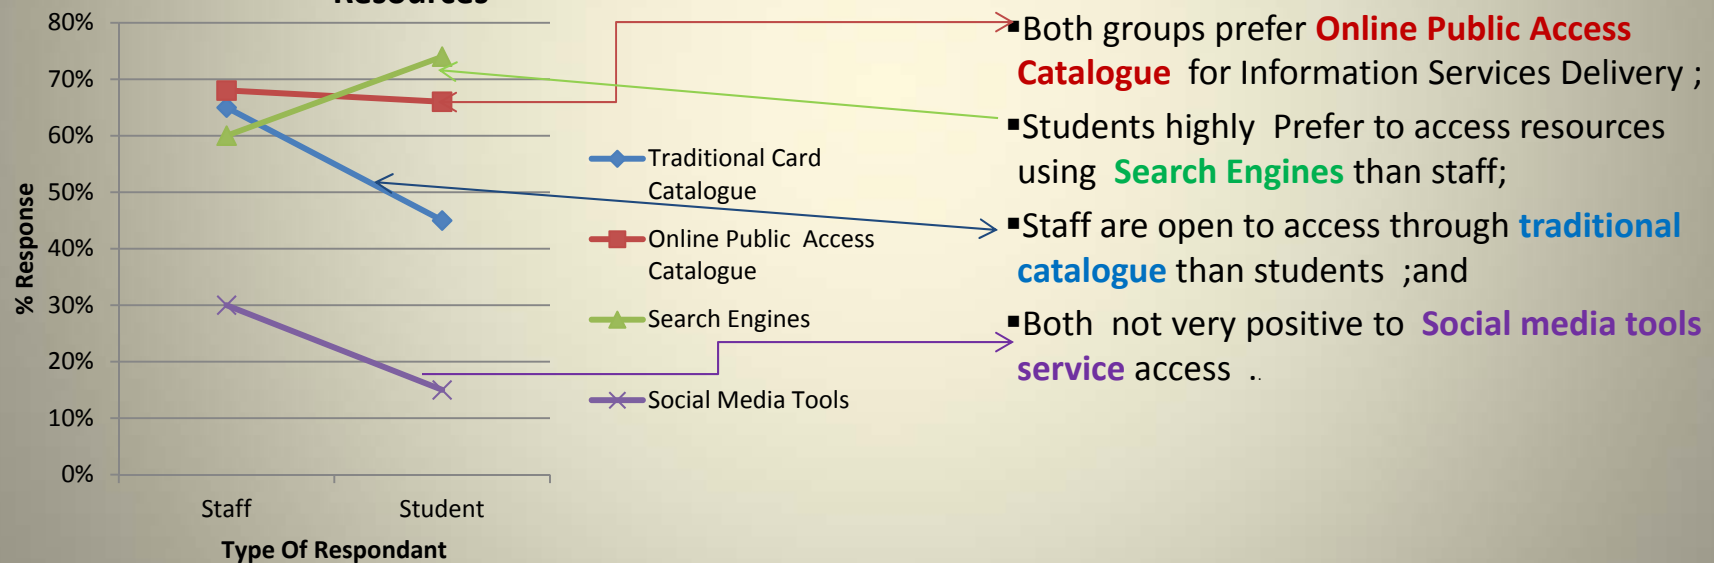 Resources
80%
70%
60%
50%
40%
30%
20%
10%
0%
% Response
Staff Student
Type Of Respondant
Traditional Card
Catalogue
Online Public Access
Catalogue
Search Engines
Social Media Tools
▪Both groups prefer Online Public Access
Catalogue for Information Services Delivery ;
▪Students highly Prefer to access resources
using Search Engines than staff;
▪Staff are open to access through traditional
catalogue than students ;and
▪Both not very positive to Social media tools
service access ..